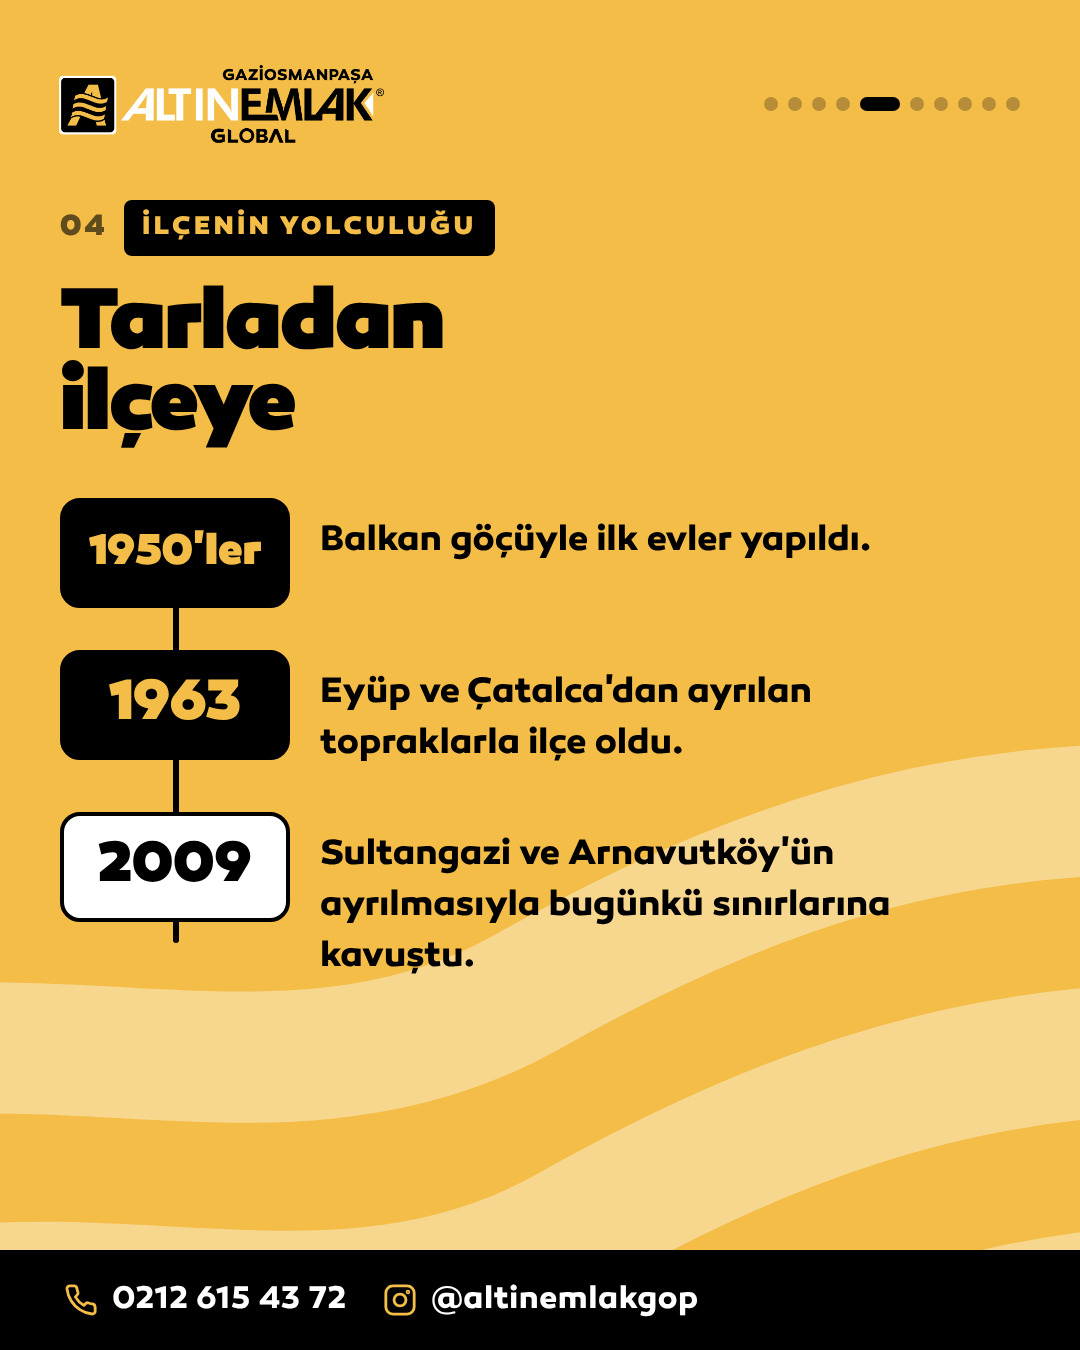 GAZİOSMANPAŞA
ALTINEMLAK®
GLOBAL
04 İLÇENİN YOLCULUĞU
Tarladan
ilçeye
1950'ler
Balkan göçüyle ilk evler yapıldı.
1963
Eyüp ve Çatalca'dan ayrılan
topraklarla ilçe oldu.
2009
Sultangazi ve Arnavutköy'ün
ayrılmasıyla bugünkü sınırlarına
kavuştu.
0212 615 43 72 @altinemlakgop